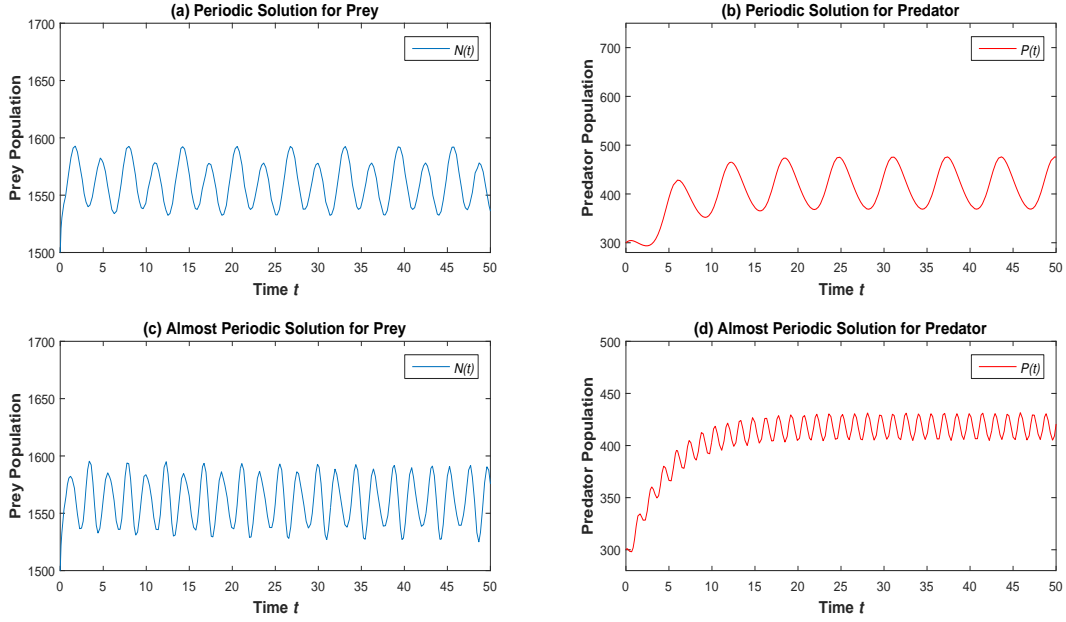 (a) Periodic Solution for Prey
1700
1650
1600
1550
1500
Prey Population
N(t)
0 5 10 15 20 25 30 35 40 45 50
Time t
(b) Periodic Solution for Predator
700
600
500
400
300
Predator Population
P(t)
0 5 10 15 20 25 30 35 40 45 50
Time t
(c) Almost Periodic Solution for Prey
1700
1650
1600
1550
1500
Prey Population
N(t)
0 5 10 15 20 25 30 35 40 45 50
Time t
(d) Almost Periodic Solution for Predator
500
450
400
350
300
Predator Population
P(t)
0 5 10 15 20 25 30 35 40 45 50
Time t